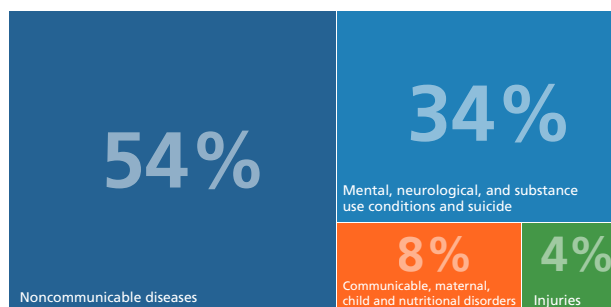 54%
Noncommunicable diseases
34%
Mental, neurological, and substance
use conditions and suicide
8%
Communicable, maternal,
child and nutritional disorders
4%
Injuries